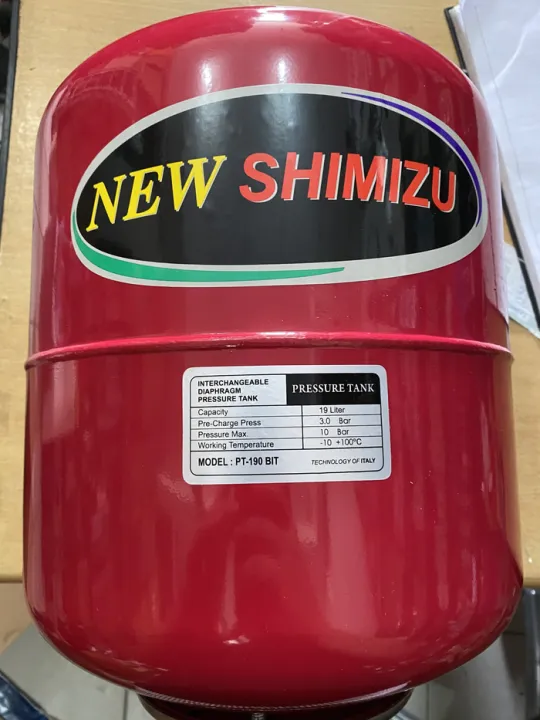 NEW SHIMIZU
INTERCHANGEABLE
DIAPHRAGM
PRESSURE TANK
PRESSURE TANK
Capacity 19 Liter
Pre-Charge Press 3.0 Bar
Pressure Max. 10 Bar
Working Temperature -10 +100ºC
MODEL : PT-190 BIT TECHNOLOGY OF ITALY